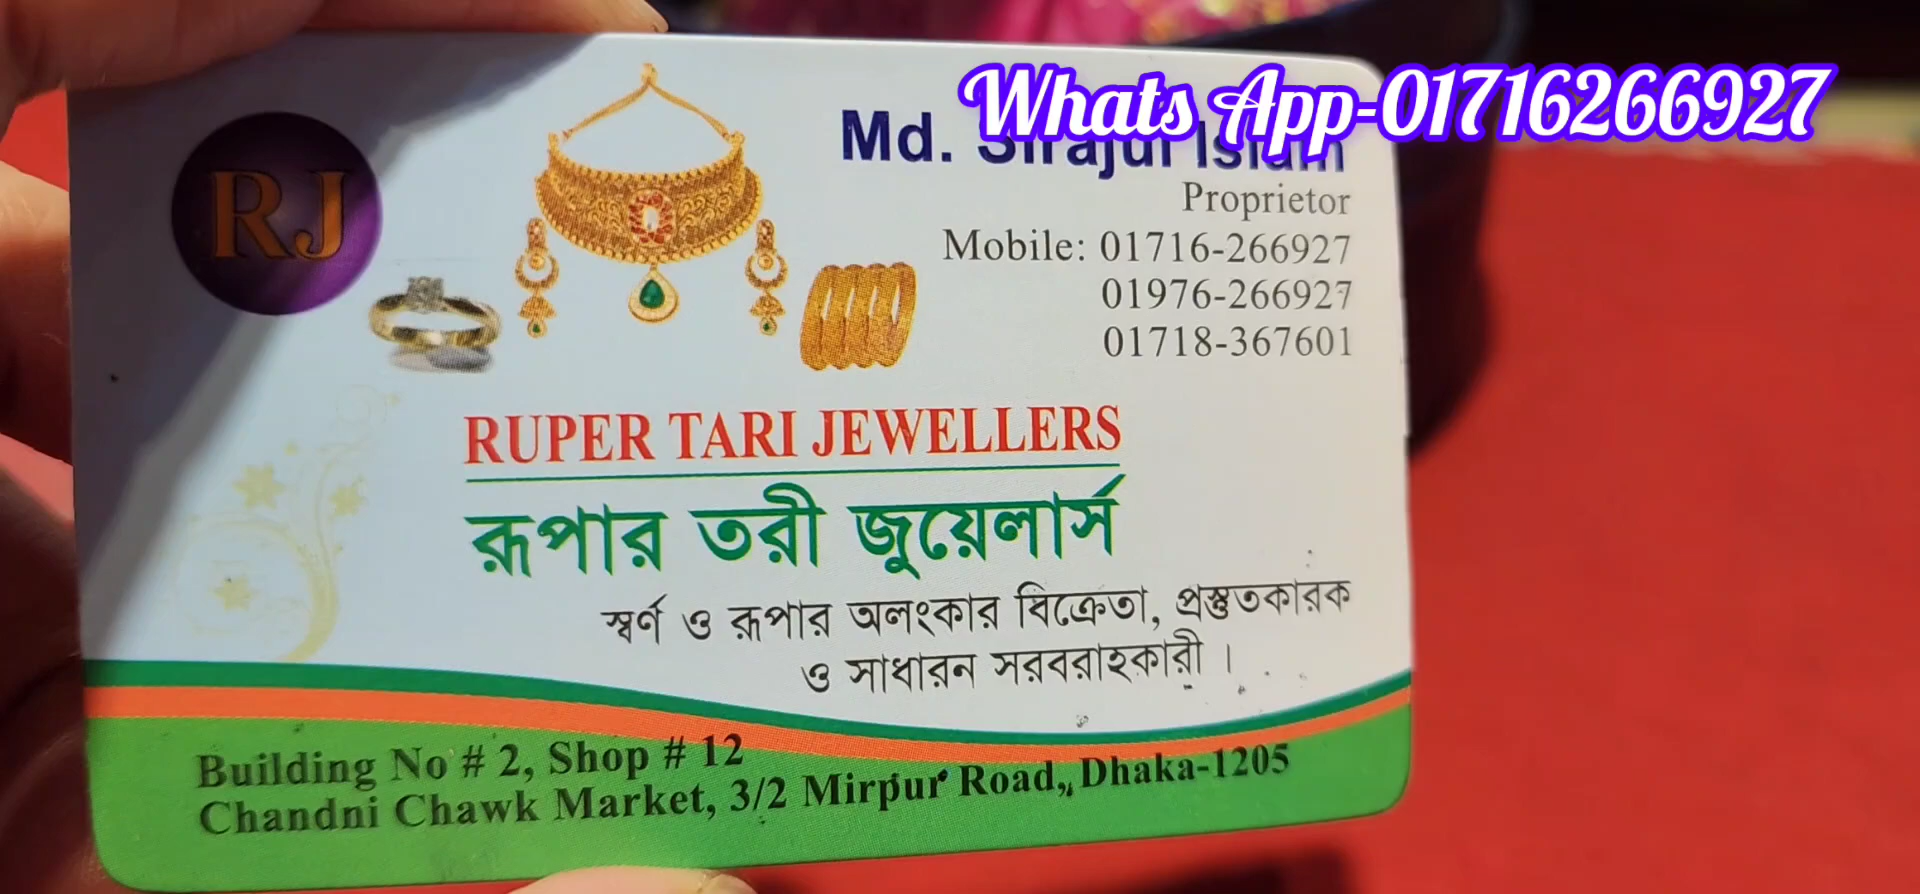 Whats App-01716266927
RJ
Md. Sirajul Islam
Proprietor
Mobile: 01716-266927
01976-266927
01718-367601
RUPER TARI JEWELLERS
রূপার তরী জুয়েলার্স
স্বর্ণ ও রূপার অলংকার বিক্রেতা, প্রস্তুতকারক
ও সাধারন সরবরাহকারী ।
Building No # 2, Shop # 12
Chandni Chawk Market, 3/2 Mirpur Road, Dhaka-1205